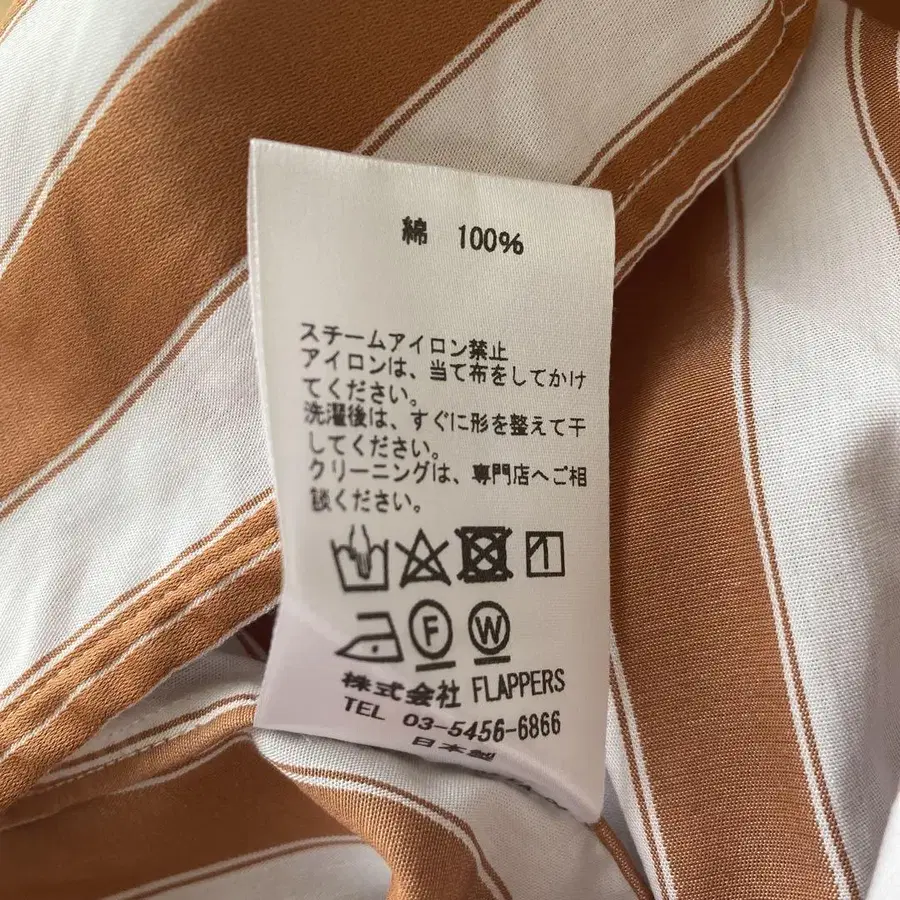 綿 100%
スチームアイロン禁止
アイロンは、当て布をしてかけ
てください。
洗濯後は、すぐに形を整えて干
してください。
クリーニングは、専門店へご相
談ください。
F W
株式会社 FLAPPERS
TEL 03-5456-6866
日本製